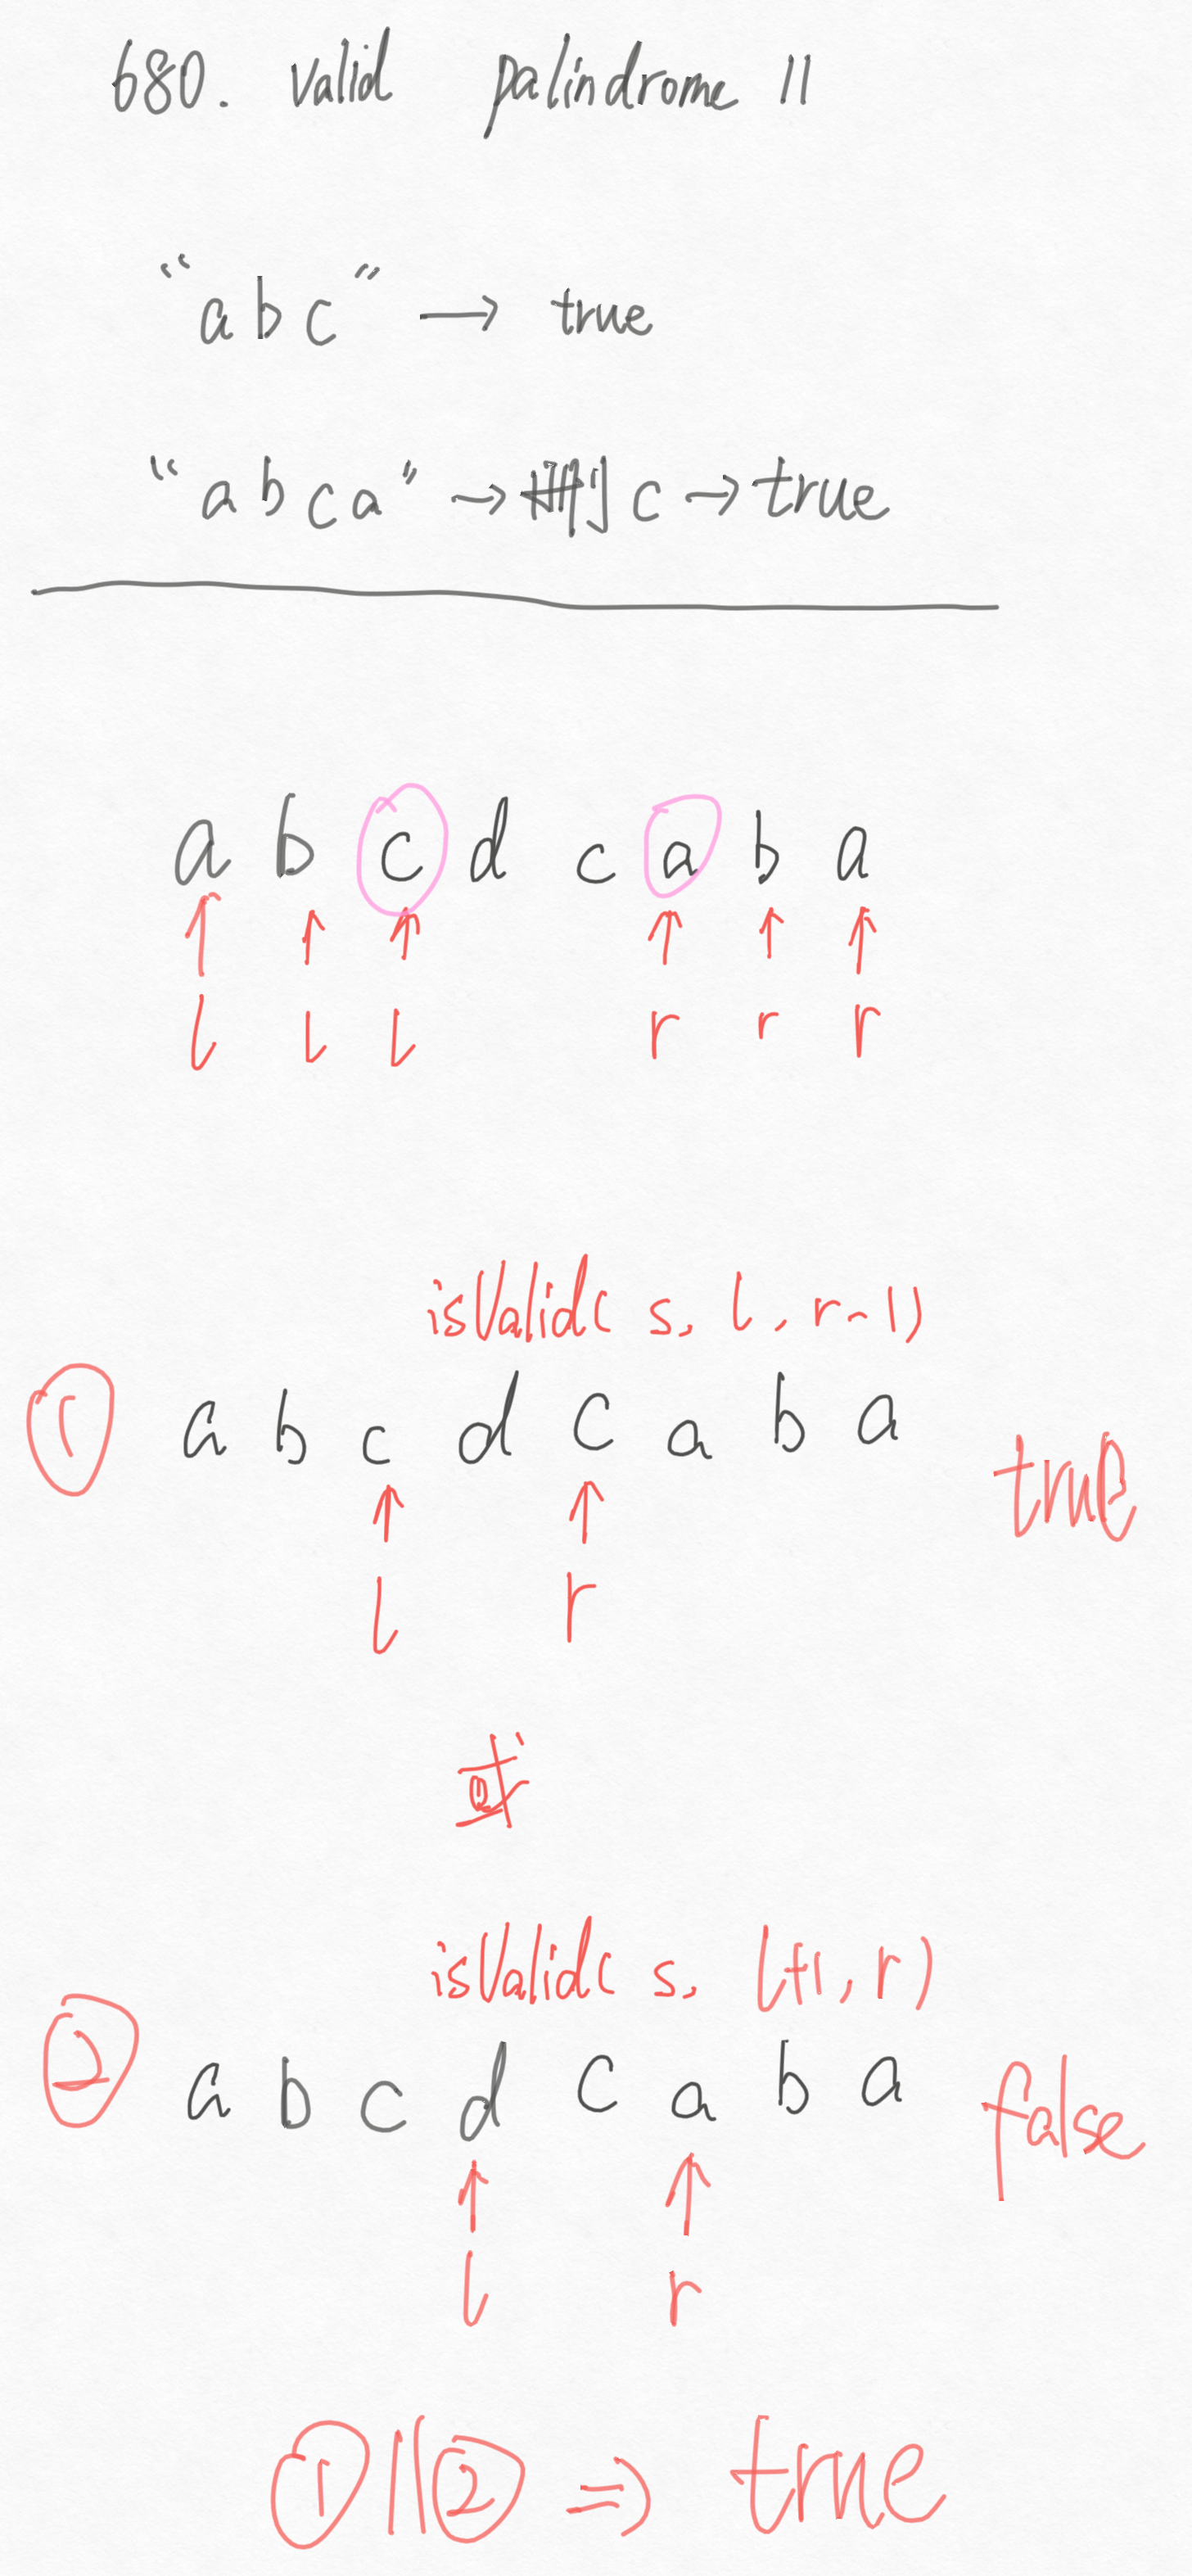 680. valid palindrome II
"abc" → true
"abca" → 删 c → true
a b c d c a b a
↑ ↑ ↑ ↑ ↑ ↑
l l l r r r
isValid( s, l, r-1)
① a b c d c a b a true
↑ ↑
l r
或
isValid( s, l+1, r)
② a b c d c a b a false
↑ ↑
l r
① || ② => true